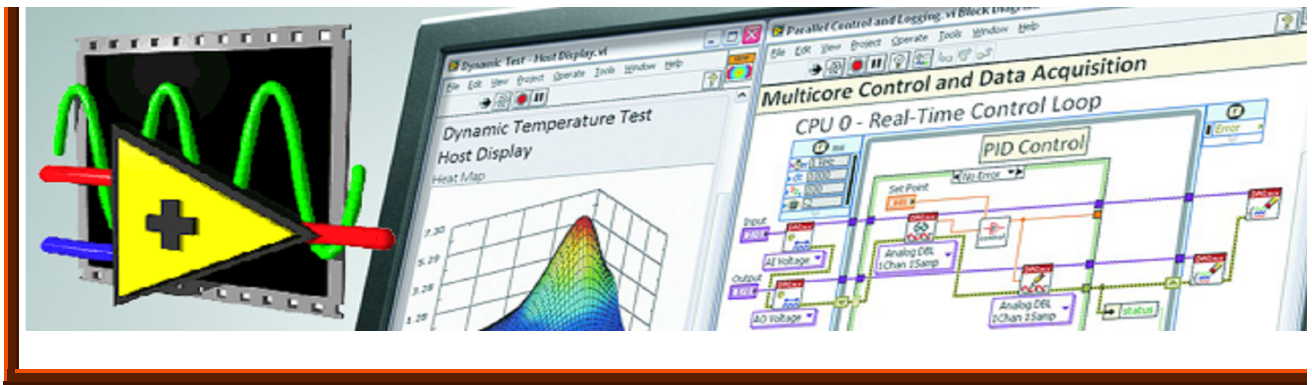 Dynamic Test - Host Display.vi
File Edit View Project Operate Tools Window Help
Dynamic Temperature Test
Host Display
Heat Map
7.30
5.29
3.28
1.28
Parallel Control and Logging.vi Block
File Edit View Project Operate Tools Window Help
Multicore Control and Data Acquisition
CPU 0 - Real-Time Control Loop
PID Control
No Error
Error
Set Point
Input
AI Voltage
Analog DBL
1Chan 1Samp
control
Output
AO Voltage
Analog DBL
1Chan 1Samp
status